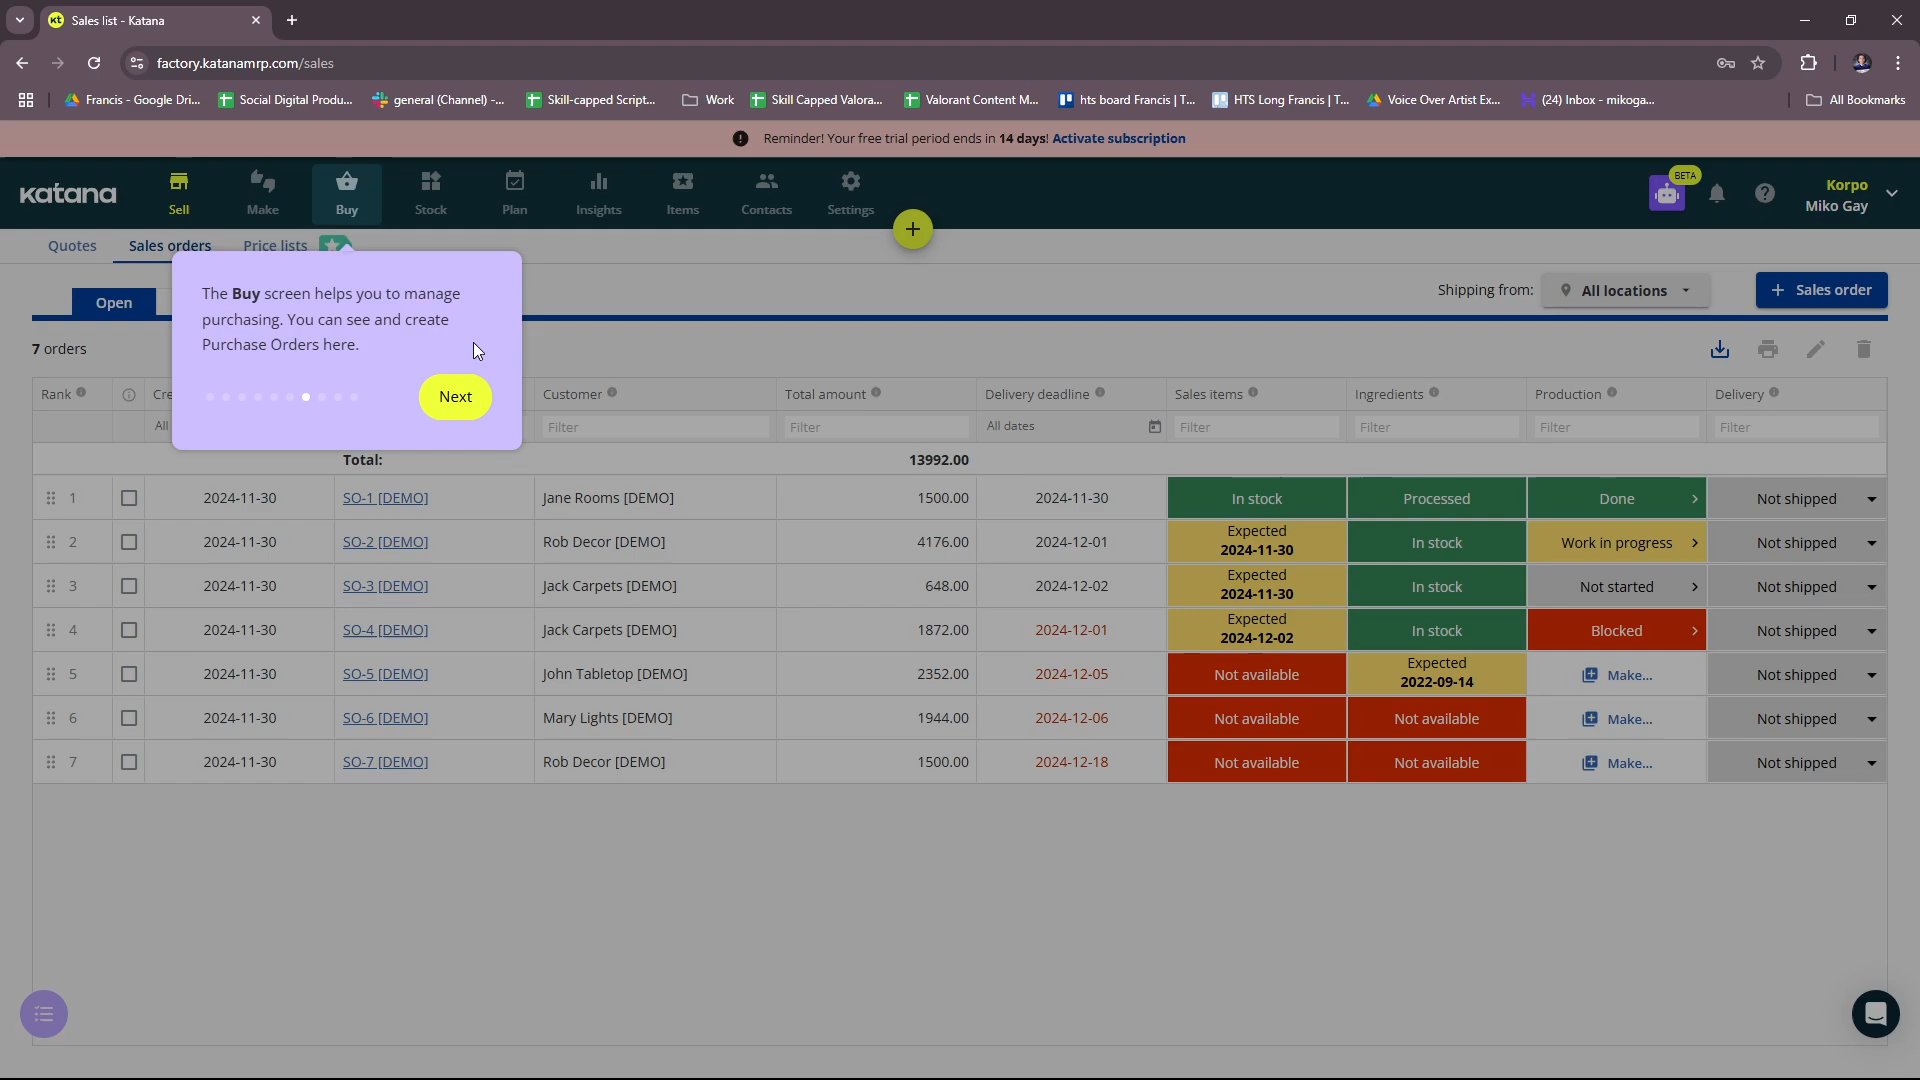 Sales list - Katana
factory.katanamrp.com/sales
Francis - Google Dri...
Social Digital Produ...
general (Channel) -...
Skill-capped Script...
Work
Skill Capped Valora...
Valorant Content M...
hts board Francis | T...
HTS Long Francis | T...
Voice Over Artist Ex...
(24) Inbox - mikoga...
All Bookmarks
Reminder! Your free trial period ends in 14 days! Activate subscription
katana
Sell
Make
Buy
Stock
Plan
Insights
Items
Contacts
Settings
BETA
Korpo
Miko Gay
Quotes
Sales orders
Price lists
The Buy screen helps you to manage
purchasing. You can see and create
Purchase Orders here.
Next
Open
Shipping from:
All locations
+ Sales order
7 orders
Rank
Cre
Customer
Total amount
Delivery deadline
Sales items
Ingredients
Production
Delivery
All
Filter
Filter
All dates
Filter
Filter
Filter
Filter
Total:
13992.00
1 2024-11-30 SO-1 [DEMO] Jane Rooms [DEMO] 1500.00 2024-11-30 In stock Processed Done Not shipped
2 2024-11-30 SO-2 [DEMO] Rob Decor [DEMO] 4176.00 2024-12-01 Expected 2024-11-30 In stock Work in progress Not shipped
3 2024-11-30 SO-3 [DEMO] Jack Carpets [DEMO] 648.00 2024-12-02 Expected 2024-11-30 In stock Not started Not shipped
4 2024-11-30 SO-4 [DEMO] Jack Carpets [DEMO] 1872.00 2024-12-01 Expected 2024-12-02 In stock Blocked Not shipped
5 2024-11-30 SO-5 [DEMO] John Tabletop [DEMO] 2352.00 2024-12-05 Not available Expected 2022-09-14 Make... Not shipped
6 2024-11-30 SO-6 [DEMO] Mary Lights [DEMO] 1944.00 2024-12-06 Not available Not available Make... Not shipped
7 2024-11-30 SO-7 [DEMO] Rob Decor [DEMO] 1500.00 2024-12-18 Not available Not available Make... Not shipped